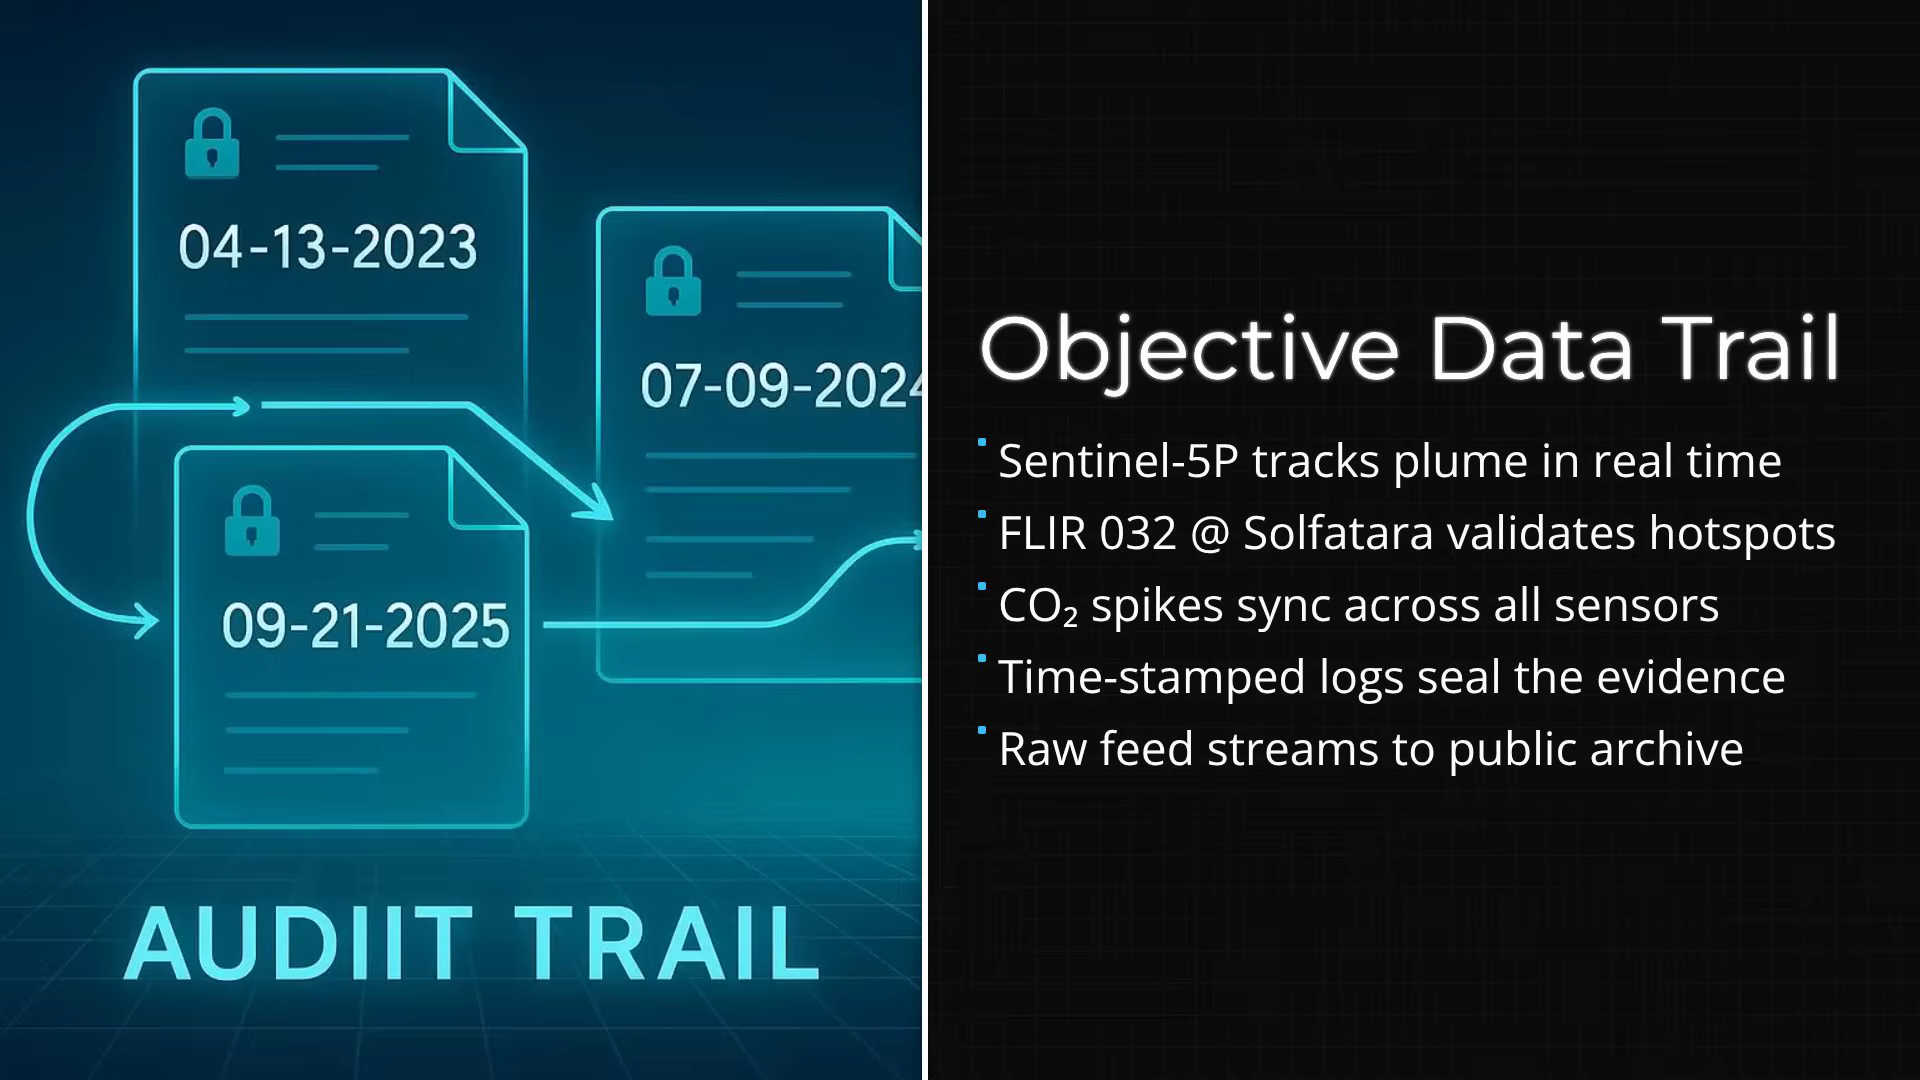 04-13-2023
07-09-2024
09-21-2025
AUDIIT TRAIL
Objective Data Trail
Sentinel-5P tracks plume in real time
FLIR 032 @ Solfatara validates hotspots
CO₂ spikes sync across all sensors
Time-stamped logs seal the evidence
Raw feed streams to public archive